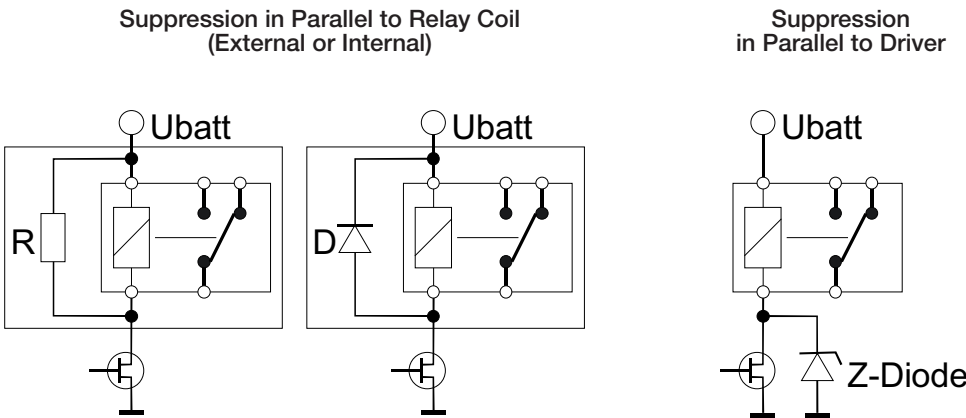 Suppression in Parallel to Relay Coil
(External or Internal)
Suppression
in Parallel to Driver
Ubatt
Ubatt
Ubatt
R
D
Z-Diode